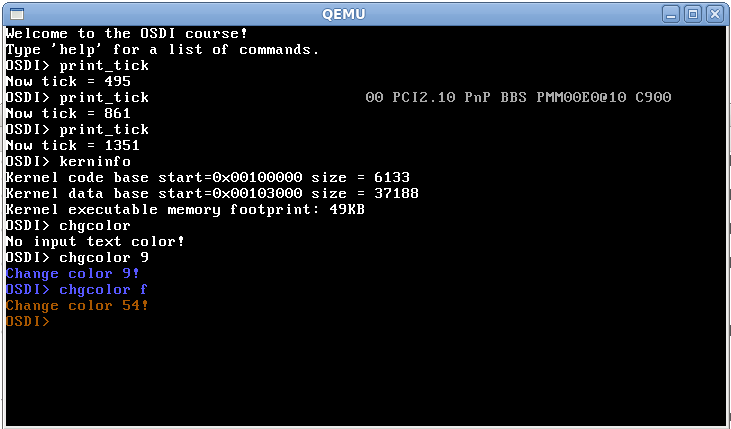 QEMU
Welcome to the OSDI course!
Type 'help' for a list of commands.
OSDI> print_tick
Now tick = 495
OSDI> print_tick 00 PCI2.10 PnP BBS PMM00E0@10 C900
Now tick = 861
OSDI> print_tick
Now tick = 1351
OSDI> kerninfo
Kernel code base start=0x00100000 size = 6133
Kernel data base start=0x00103000 size = 37188
Kernel executable memory footprint: 49KB
OSDI> chgcolor
No input text color!
OSDI> chgcolor 9
Change color 9!
OSDI> chgcolor f
Change color 54!
OSDI>